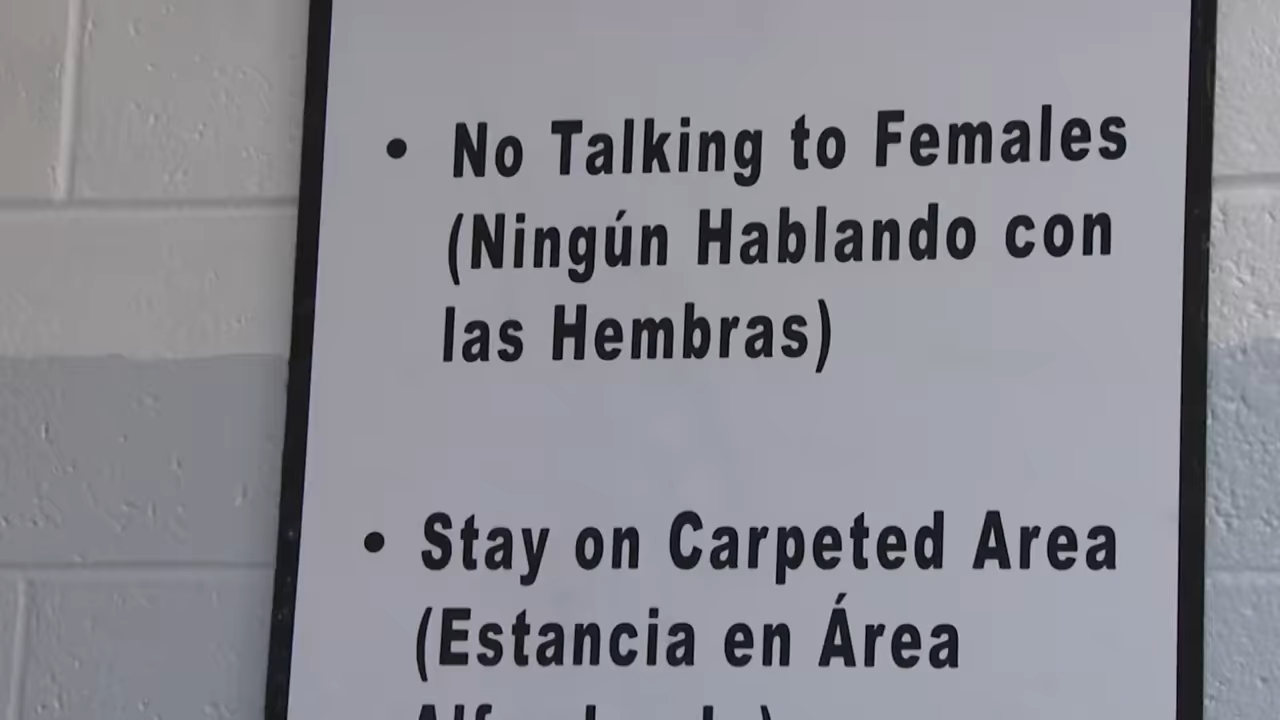 • No Talking to Females
(Ningún Hablando con
las Hembras)
• Stay on Carpeted Area
(Estancia en Área